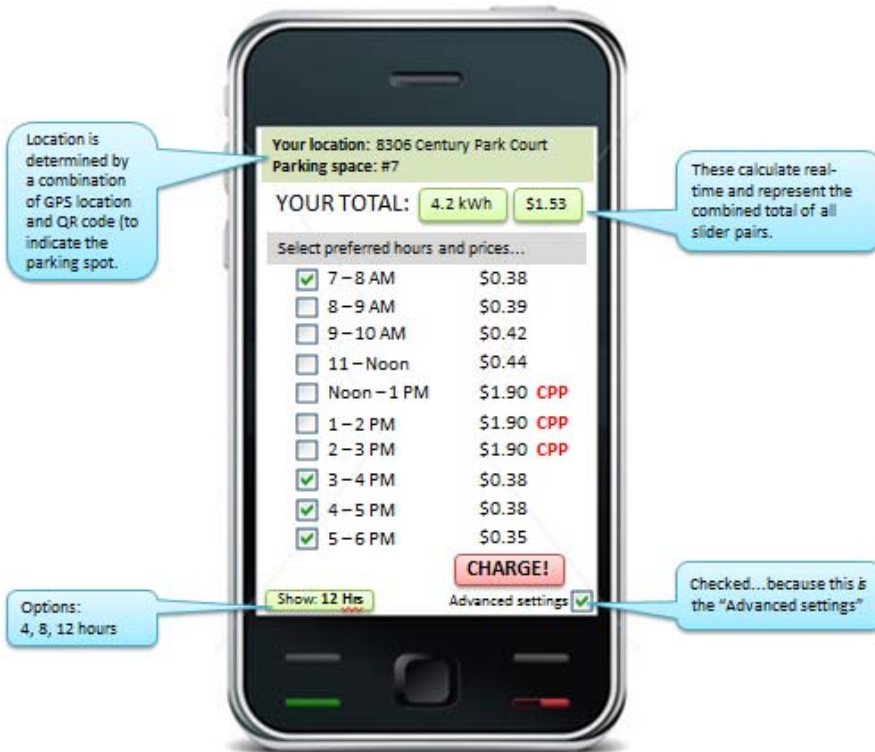 Location is
determined by
a combination
of GPS location
and QR code (to
indicate the
parking spot.
Your location: 8306 Century Park Court
Parking space: #7
YOUR TOTAL: 4.2 kWh $1.53
These calculate real-
time and represent the
combined total of all
slider pairs.
Select preferred hours and prices...
7 – 8 AM $0.38
8 – 9 AM $0.39
9 – 10 AM $0.42
11 – Noon $0.44
Noon – 1 PM $1.90 CPP
1 – 2 PM $1.90 CPP
2 – 3 PM $1.90 CPP
3 – 4 PM $0.38
4 – 5 PM $0.38
5 – 6 PM $0.35
CHARGE!
Show: 12 Hrs Advanced settings
Options:
4, 8, 12 hours
Checked...because this is
the "Advanced settings"